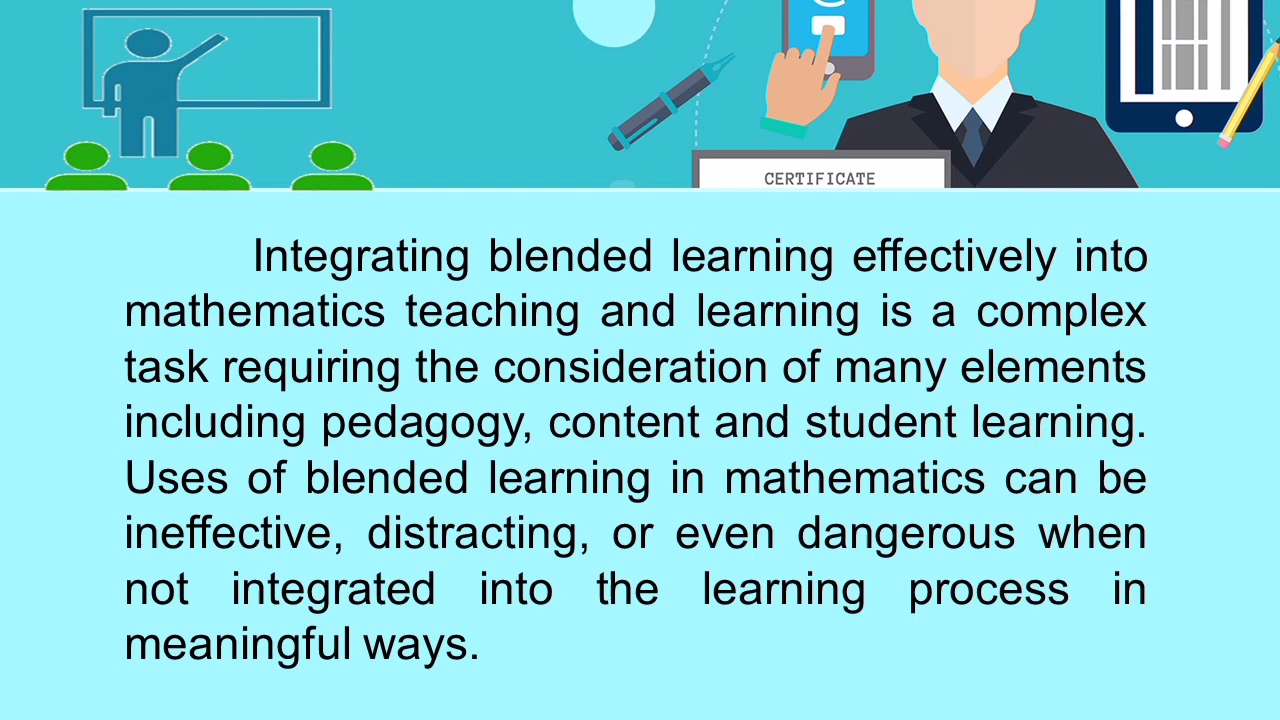 CERTIFICATE
Integrating blended learning effectively into
mathematics teaching and learning is a complex
task requiring the consideration of many elements
including pedagogy, content and student learning.
Uses of blended learning in mathematics can be
ineffective, distracting, or even dangerous when
not integrated into the learning process in
meaningful ways.